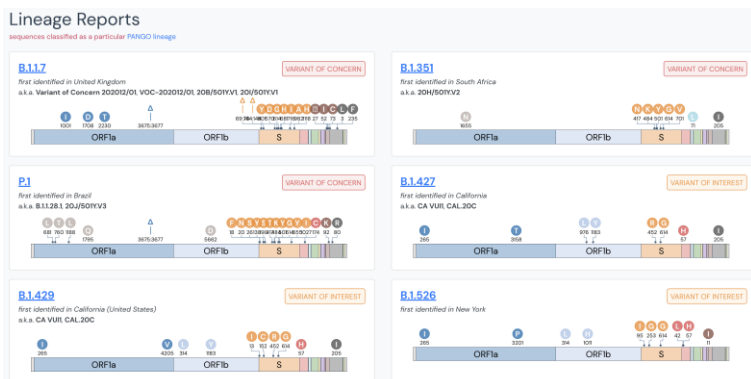 Lineage Reports
sequences classified as a particular PANGO lineage
B.1.1.7
VARIANT OF CONCERN
first identified in United Kingdom
a.k.a. Variant of Concern 202012/01, VOC-202012/01, 20B/501Y.V1, 20I/501Y.V1
I D T Δ
1001 1708 2230 3675:3677
ORF1a ORF1b S
B.1.351
VARIANT OF CONCERN
first identified in South Africa
a.k.a. 20H/501Y.V2
N N K Y G V L I
1655 417 484 501 614 701 71 205
ORF1a ORF1b S
P.1
VARIANT OF CONCERN
first identified in Brazil
a.k.a. B.1.1.28.1, 20J/501Y.V3
L T L Q Δ D F N S Y S T K Y G Y I C K R
681 760 1188 1795 3675:3677 5662
ORF1a ORF1b S
B.1.427
VARIANT OF INTEREST
first identified in California
a.k.a. CA VUI1, CAL.20C
I T L Y R G H I
265 3158 976 1183 452 614 57 205
ORF1a ORF1b S
B.1.429
VARIANT OF INTEREST
first identified in California (United States)
a.k.a. CA VUI1, CAL.20C
I V L Y I C R G H I
265 4205 314 1183 13 152 452 614 57 205
ORF1a ORF1b S
B.1.526
VARIANT OF INTEREST
first identified in New York
I P L H I G G L H I
265 3201 314 1011 95 253 614 42 57 11
ORF1a ORF1b S